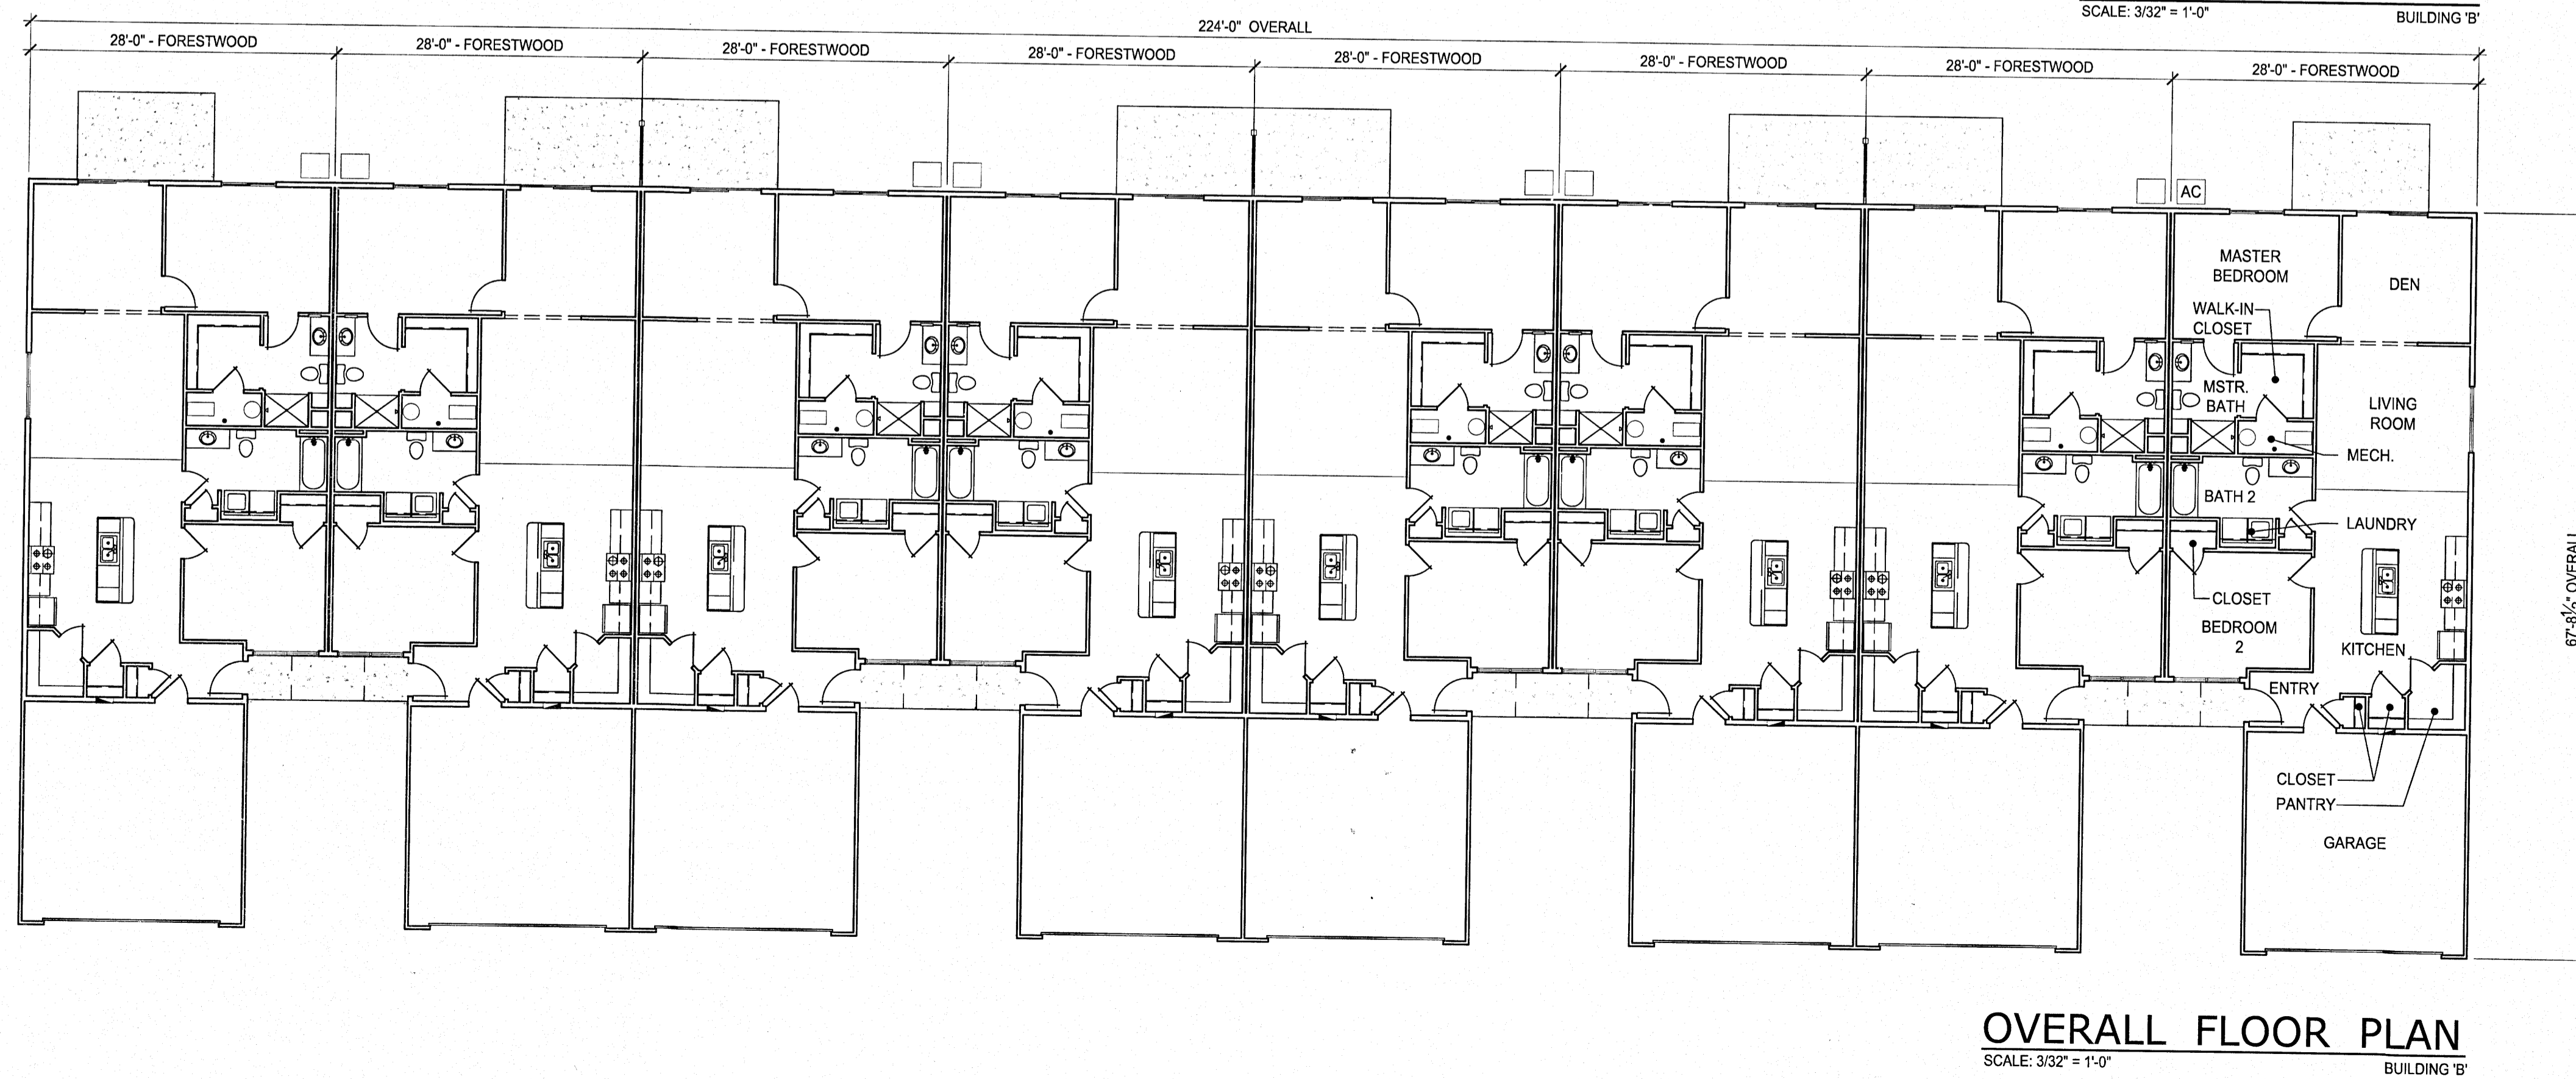 SCALE: 3/32" = 1'-0"
BUILDING 'B'
224'-0" OVERALL
28'-0" - FORESTWOOD
28'-0" - FORESTWOOD
28'-0" - FORESTWOOD
28'-0" - FORESTWOOD
28'-0" - FORESTWOOD
28'-0" - FORESTWOOD
28'-0" - FORESTWOOD
28'-0" - FORESTWOOD
AC
MASTER
BEDROOM
DEN
WALK-IN
CLOSET
MSTR.
BATH
LIVING
ROOM
MECH.
BATH 2
LAUNDRY
CLOSET
BEDROOM
2
KITCHEN
67'-8½" OVERALL
ENTRY
CLOSET
PANTRY
GARAGE
OVERALL FLOOR PLAN
SCALE: 3/32" = 1'-0"
BUILDING 'B'